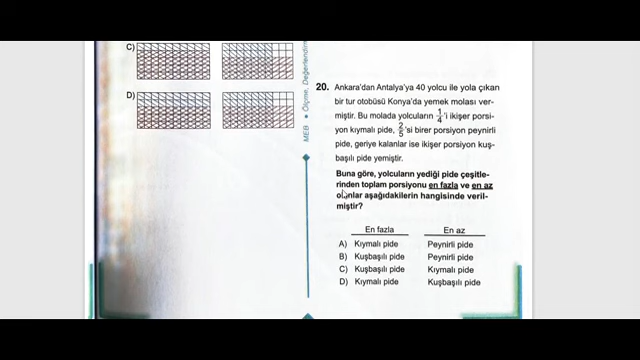 C)
D)
MEB ● Ölçme, Değerlendirm
20. Ankara'dan Antalya'ya 40 yolcu ile yola çıkan
bir tur otobüsü Konya'da yemek molası ver-
miştir. Bu molada yolcuların 1/4'i ikişer porsi-
yon kıymalı pide, 2/5'si birer porsiyon peynirli
pide, geriye kalanlar ise ikişer porsiyon kuş-
başılı pide yemiştir.
Buna göre, yolcuların yediği pide çeşitle-
rinden toplam porsiyonu en fazla ve en az
olanlar aşağıdakilerin hangisinde veril-
miştir?
En fazla En az
A) Kıymalı pide Peynirli pide
B) Kuşbaşılı pide Peynirli pide
C) Kuşbaşılı pide Kıymalı pide
D) Kıymalı pide Kuşbaşılı pide